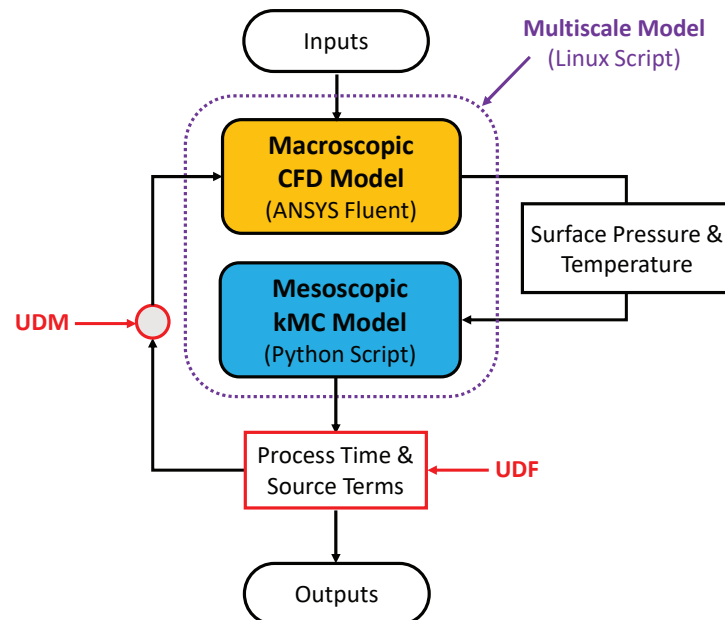 Inputs
Multiscale Model
(Linux Script)
Macroscopic
CFD Model
(ANSYS Fluent)
Surface Pressure &
Temperature
Mesoscopic
kMC Model
(Python Script)
UDM
Process Time &
Source Terms
UDF
Outputs